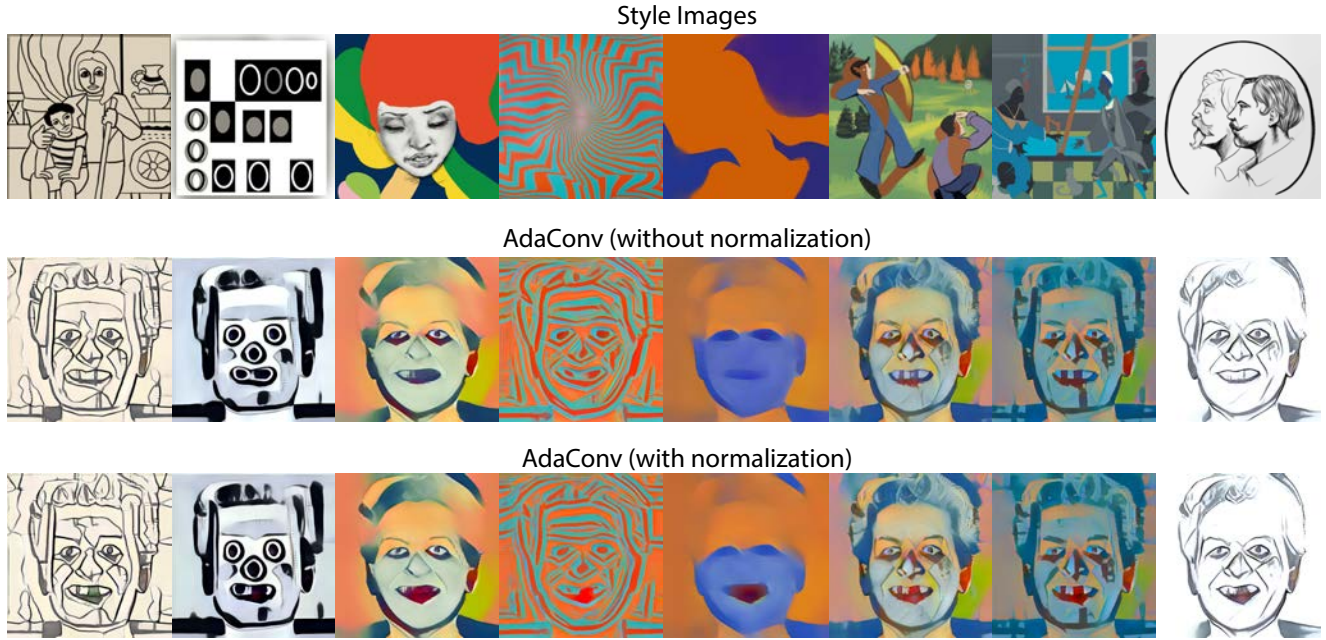 Style Images
AdaConv (without normalization)
AdaConv (with normalization)